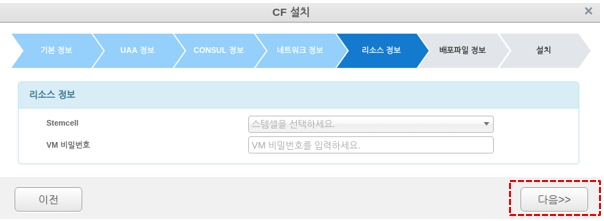 CF 설치
×
기본 정보
UAA 정보
CONSUL 정보
네트워크 정보
리소스 정보
배포파일 정보
설치
리소스 정보
Stemcell
스템셀을 선택하세요.
VM 비밀번호
VM 비밀번호를 입력하세요.
이전
다음>>